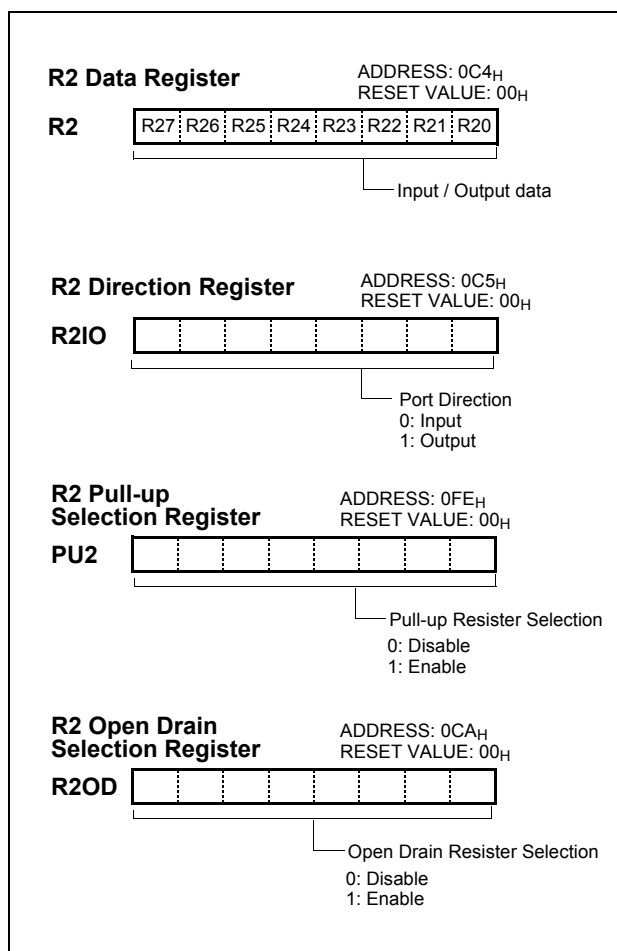 R2 Data Register
ADDRESS: 0C4H
RESET VALUE: 00H
R2
R27 R26 R25 R24 R23 R22 R21 R20
Input / Output data
R2 Direction Register
ADDRESS: 0C5H
RESET VALUE: 00H
R2IO
Port Direction
0: Input
1: Output
R2 Pull-up
Selection Register
ADDRESS: 0FEH
RESET VALUE: 00H
PU2
Pull-up Resister Selection
0: Disable
1: Enable
R2 Open Drain
Selection Register
ADDRESS: 0CAH
RESET VALUE: 00H
R2OD
Open Drain Resister Selection
0: Disable
1: Enable